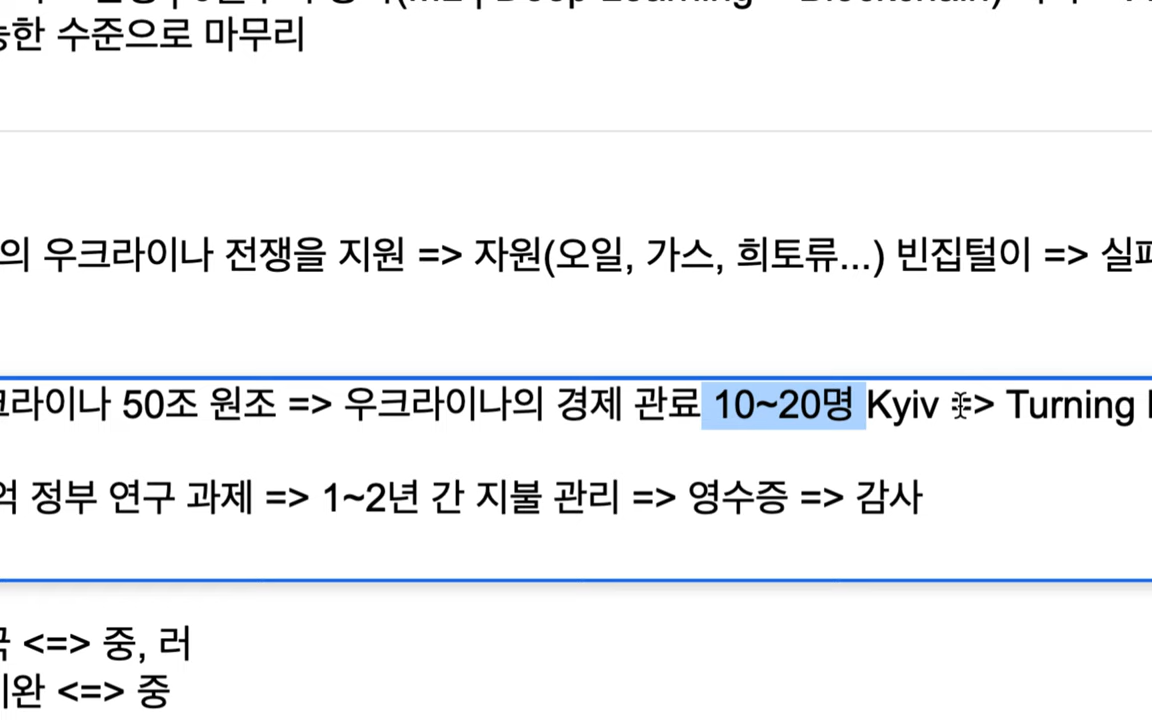 한 수준으로 마무리
의 우크라이나 전쟁을 지원 => 자원(오일, 가스, 희토류...) 빈집털이 =>
라이나 50조 원조 => 우크라이나의 경제 관료 10~20명 Kyiv => Turning
억 정부 연구 과제 => 1~2년 간 지불 관리 => 영수증 => 감사
<=> 중, 러
<=> 중